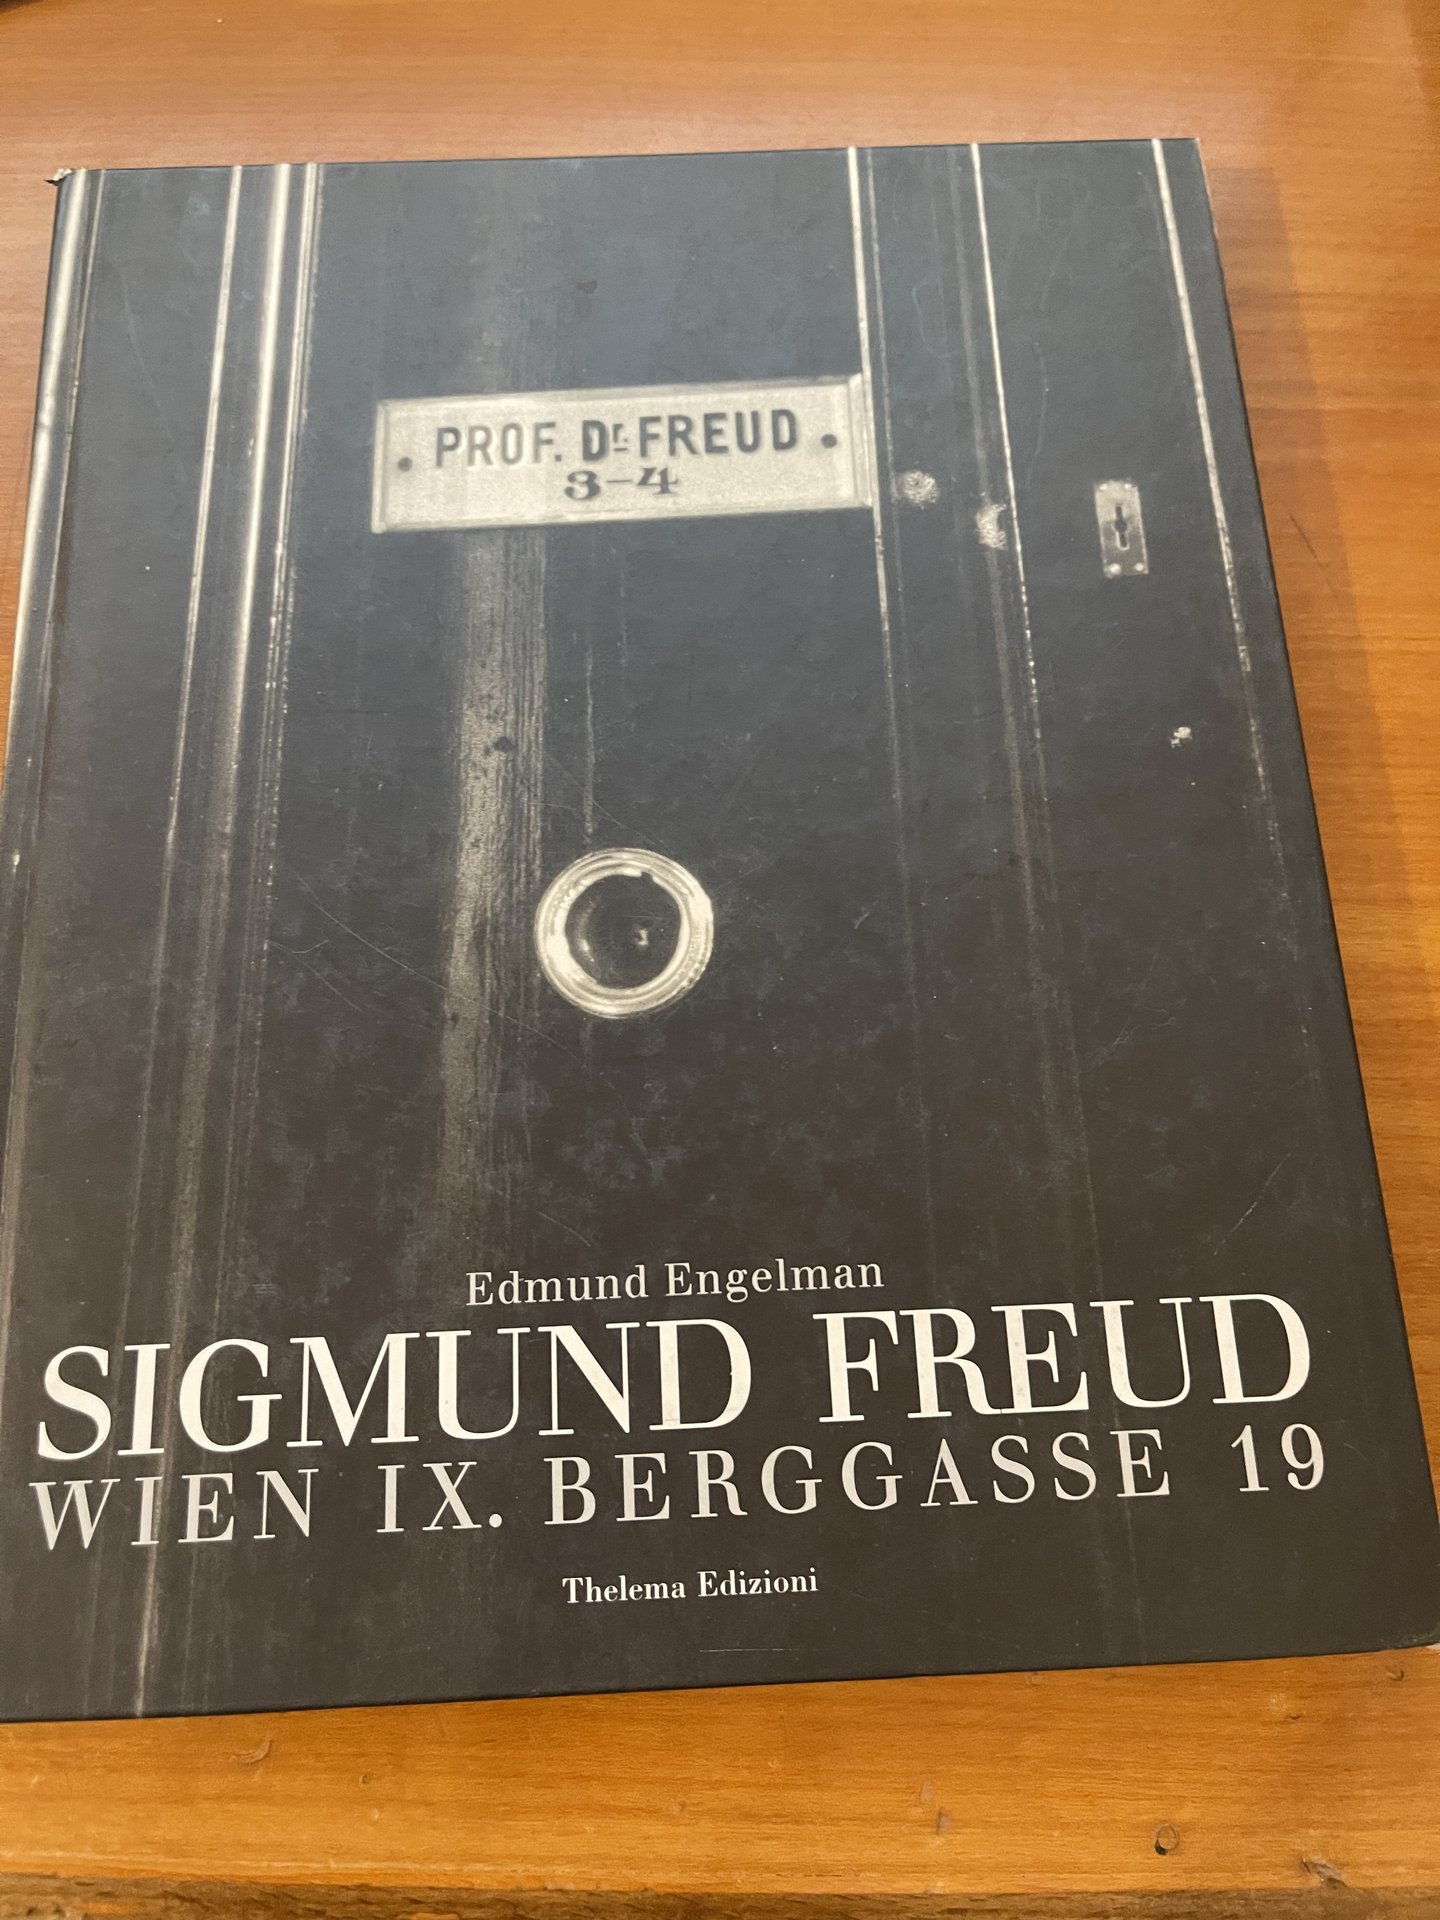 PROF. Dr. FREUD
3-4
Edmund Engelman
SIGMUND FREUD
WIEN IX. BERGGASSE 19
Thelema Edizioni